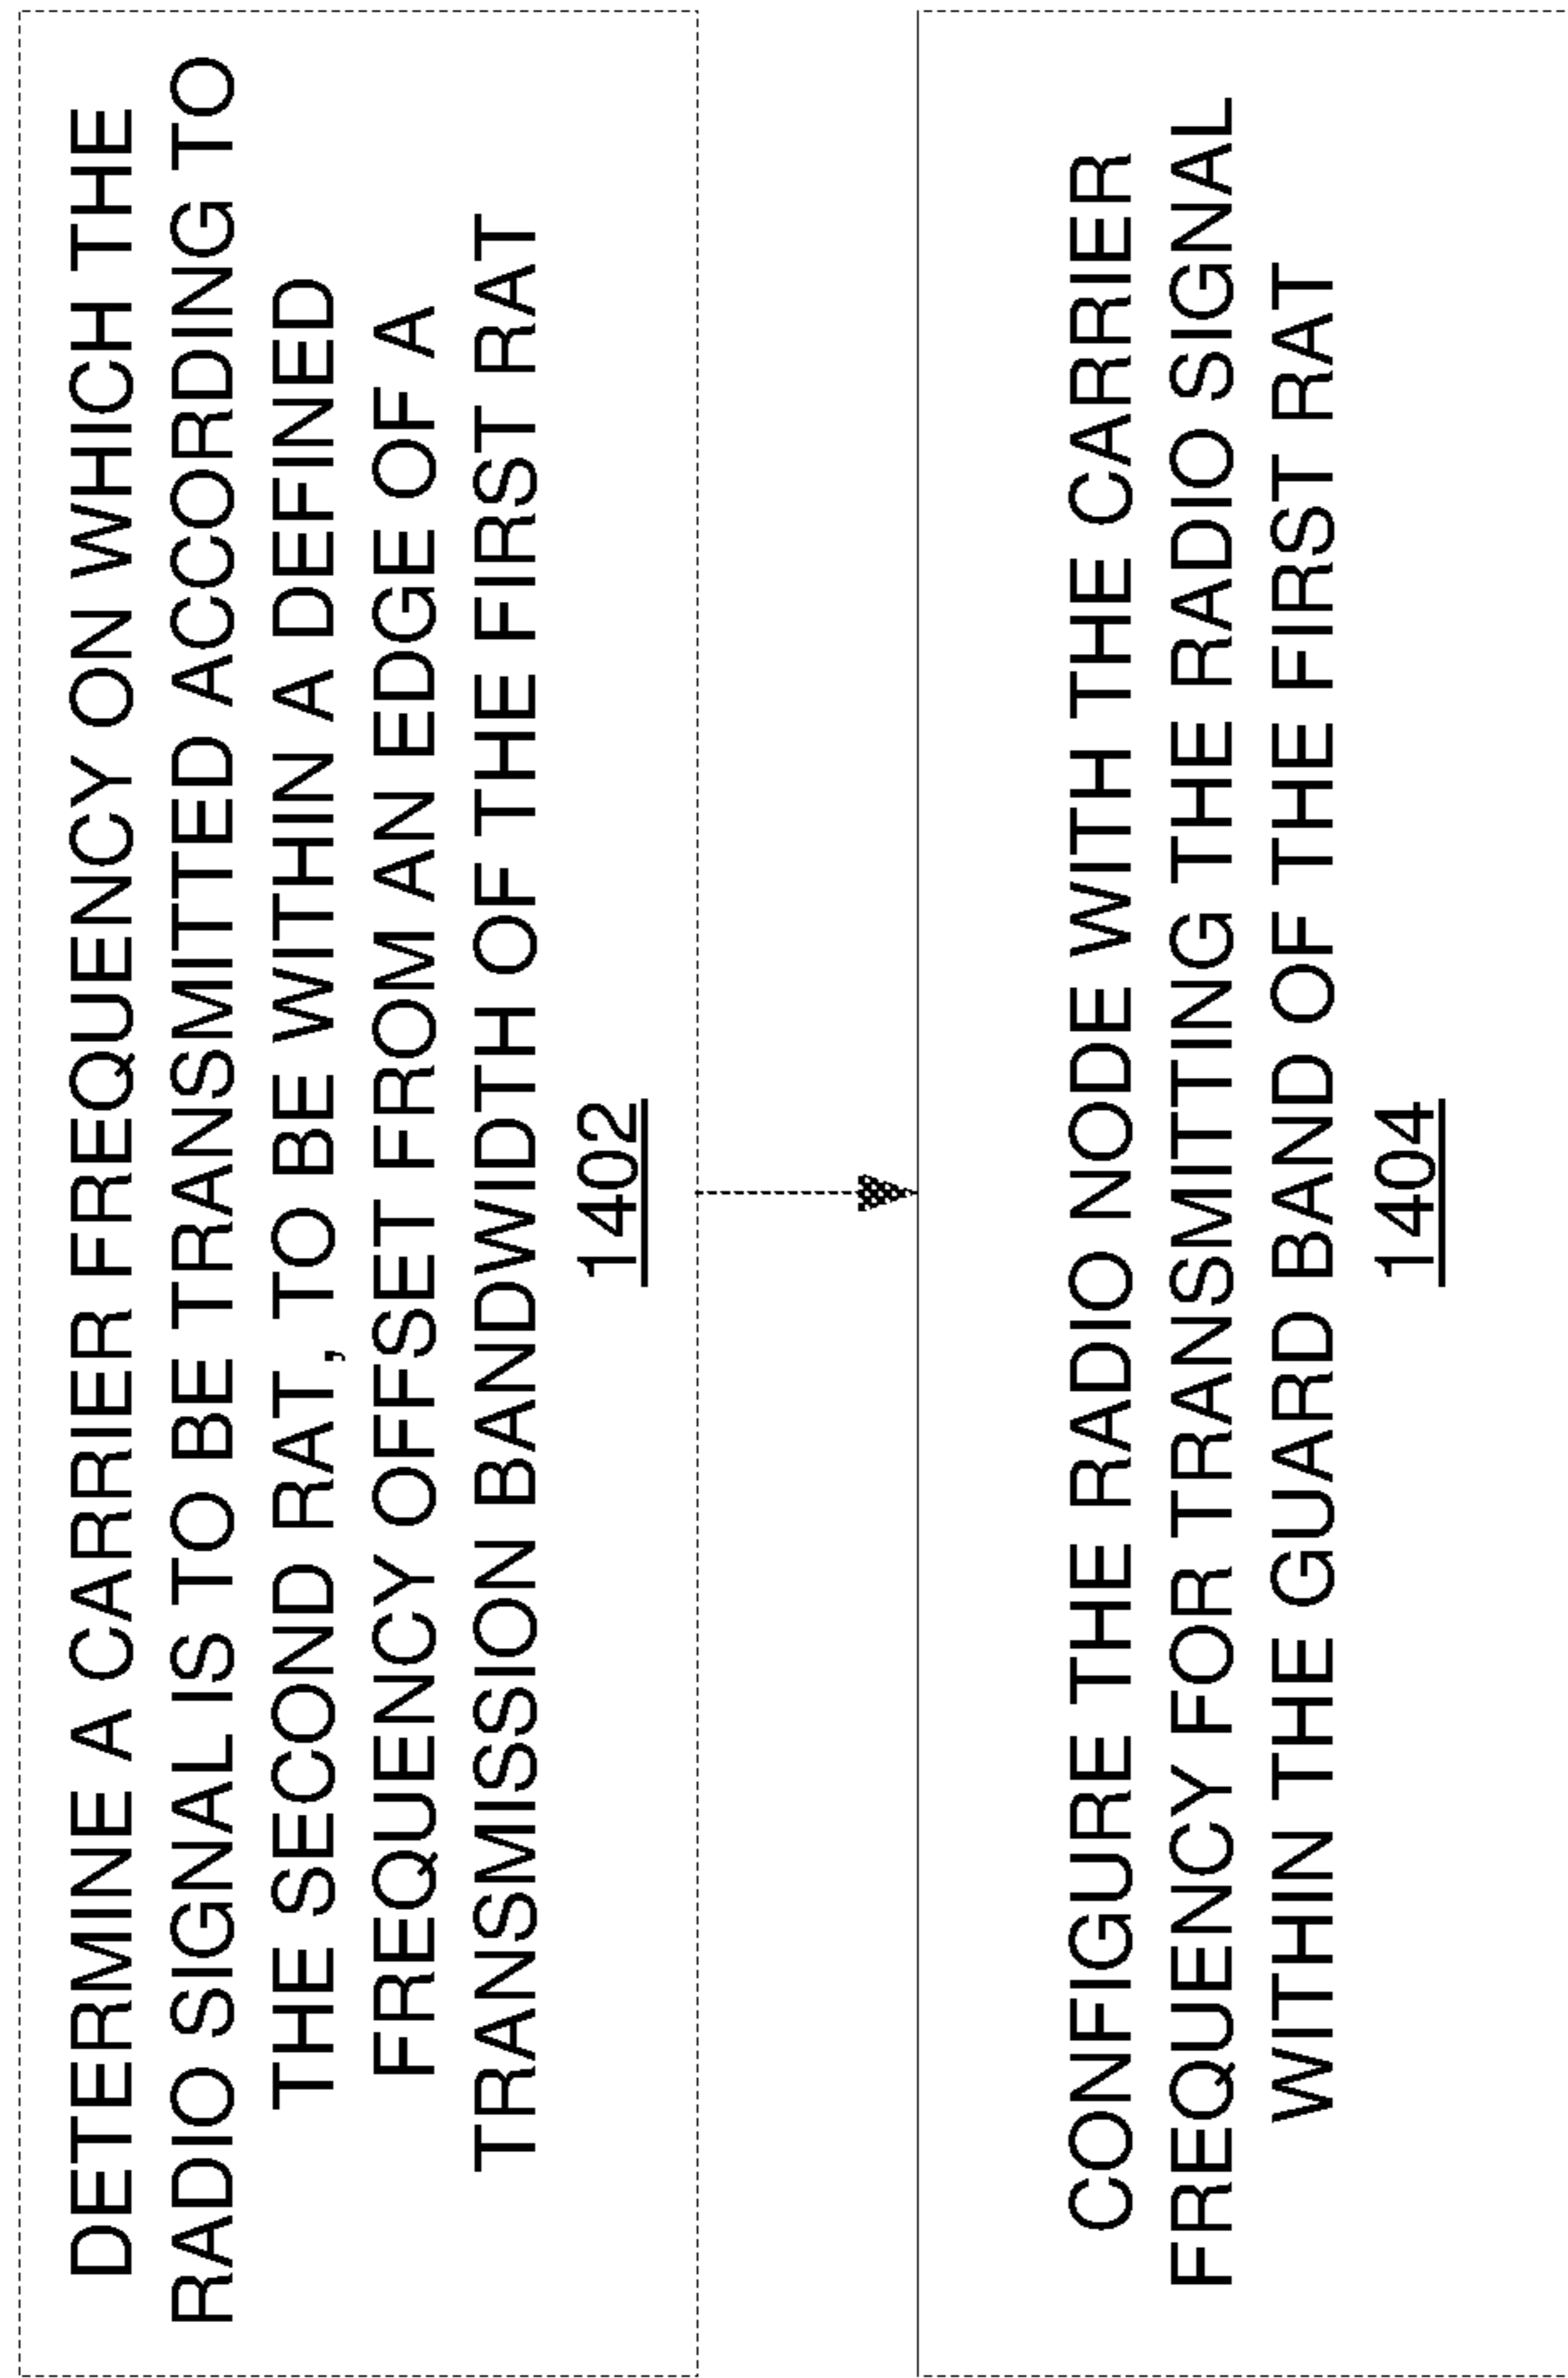 DETERMINE A CARRIER FREQUENCY ON WHICH THE
RADIO SIGNAL IS TO BE TRANSMITTED ACCORDING TO
THE SECOND RAT, TO BE WITHIN A DEFINED
FREQUENCY OFFSET FROM AN EDGE OF A
TRANSMISSION BANDWIDTH OF THE FIRST RAT
1402
CONFIGURE THE RADIO NODE WITH THE CARRIER
FREQUENCY FOR TRANSMITTING THE RADIO SIGNAL
WITHIN THE GUARD BAND OF THE FIRST RAT
1404